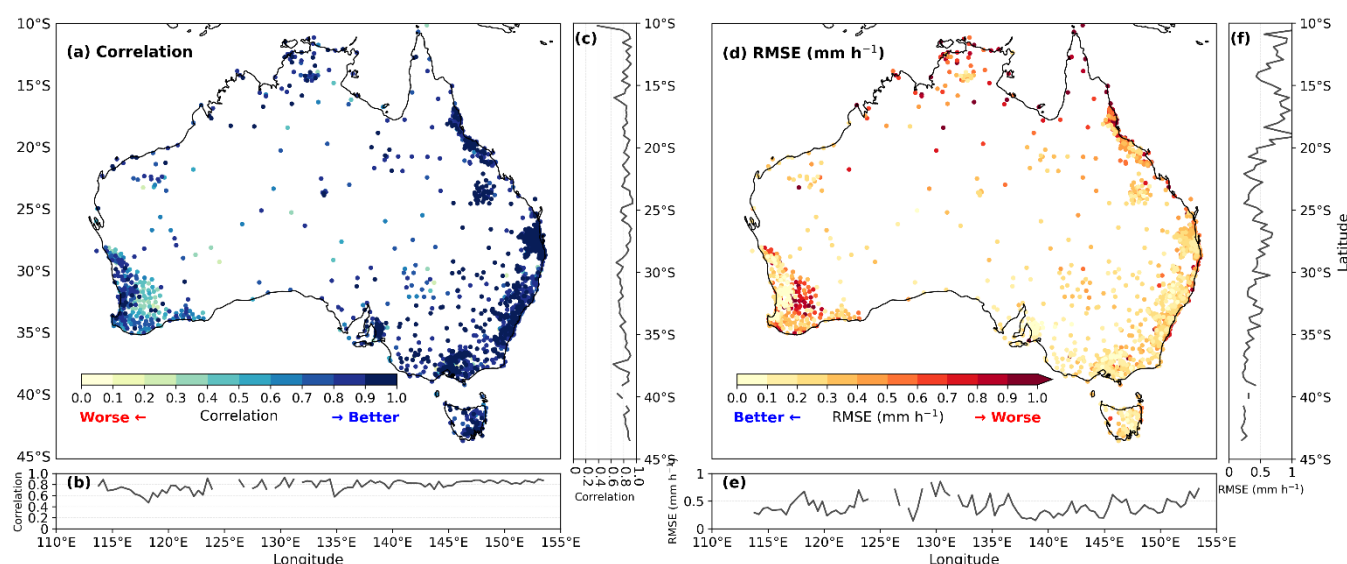 (a) Correlation
10°S
15°S
20°S
25°S
30°S
35°S
40°S
45°S
0.0 0.1 0.2 0.3 0.4 0.5 0.6 0.7 0.8 0.9 1.0
Worse ← Correlation → Better
(b)
Correlation
1.0
0.8
0.6
0.4
0.2
0
110°E 115°E 120°E 125°E 130°E 135°E 140°E 145°E 150°E 155°E
Longitude
(c)
10°S
15°S
20°S
25°S
30°S
35°S
40°S
45°S
0 0.2 0.4 0.6 0.8 1.0
Correlation
(d) RMSE (mm h⁻¹)
0.0 0.1 0.2 0.3 0.4 0.5 0.6 0.7 0.8 0.9 1.0
Better ← RMSE (mm h⁻¹) → Worse
(e)
RMSE (mm h⁻¹)
1
0.5
0
110°E 115°E 120°E 125°E 130°E 135°E 140°E 145°E 150°E 155°E
Longitude
(f)
10°S
15°S
20°S
25°S
30°S
35°S
40°S
45°S
Latitude
0.5 1
RMSE (mm h⁻¹)